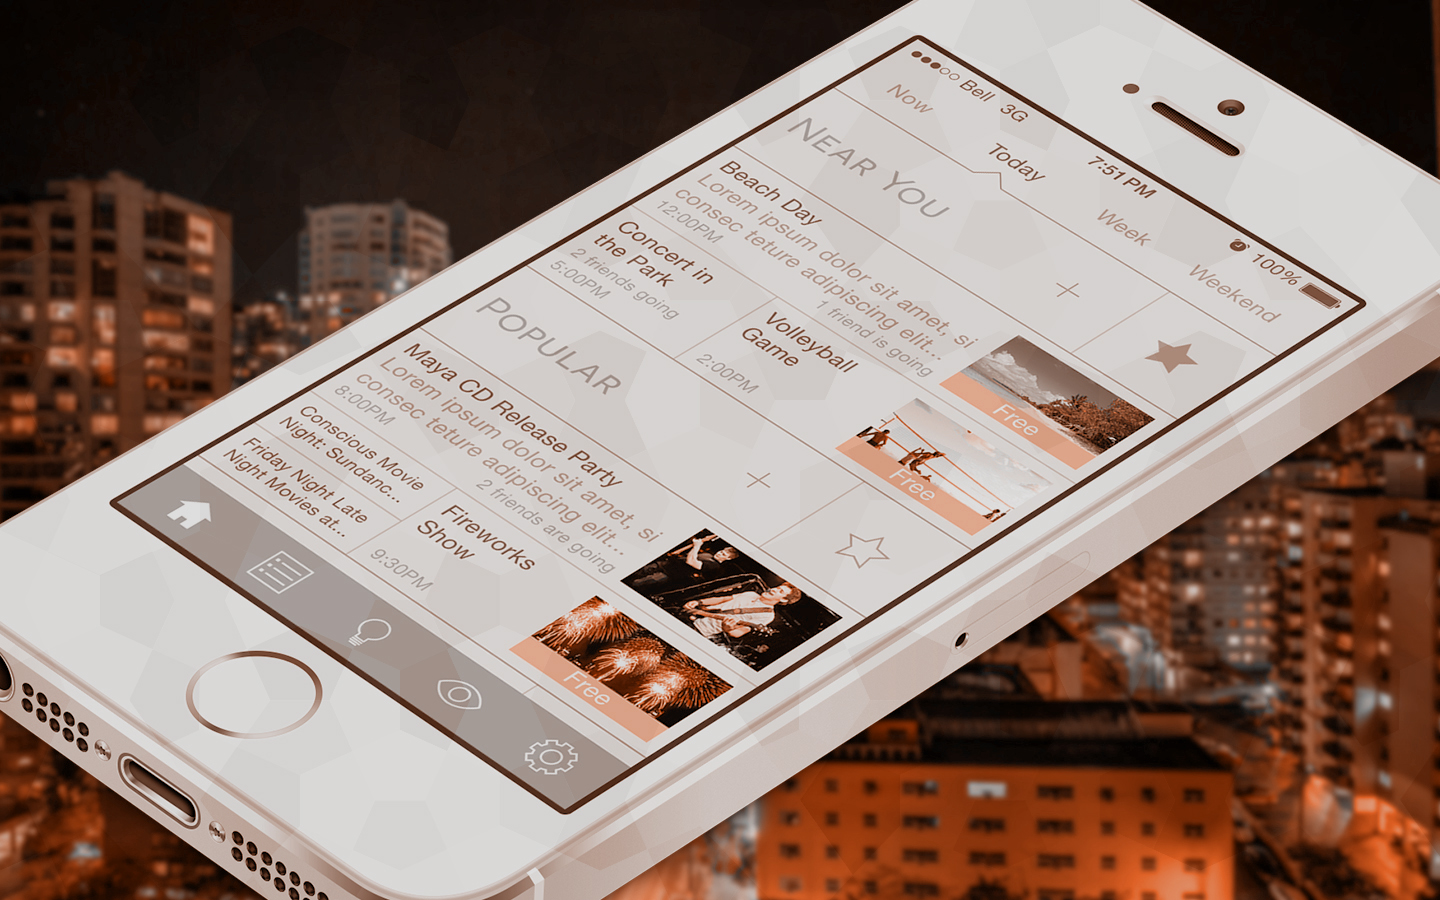 Bell 3G
7:51 PM
100%
Now
Today
Week
Weekend
NEAR YOU
Beach Day
Lorem ipsum dolor sit amet, si
consec teture adipiscing elit...
12:00PM
1 friend is going
Free
Concert in
the Park
2 friends going
5:00PM
Volleyball
Game
2:00PM
Free
POPULAR
Maya CD Release Party
Lorem ipsum dolor sit amet, si
consec teture adipiscing elit...
8:00PM
2 friends are going
Conscious Movie
Night: Sundanc...
Friday Night Late
Night Movies at...
Fireworks
Show
9:30PM
Free